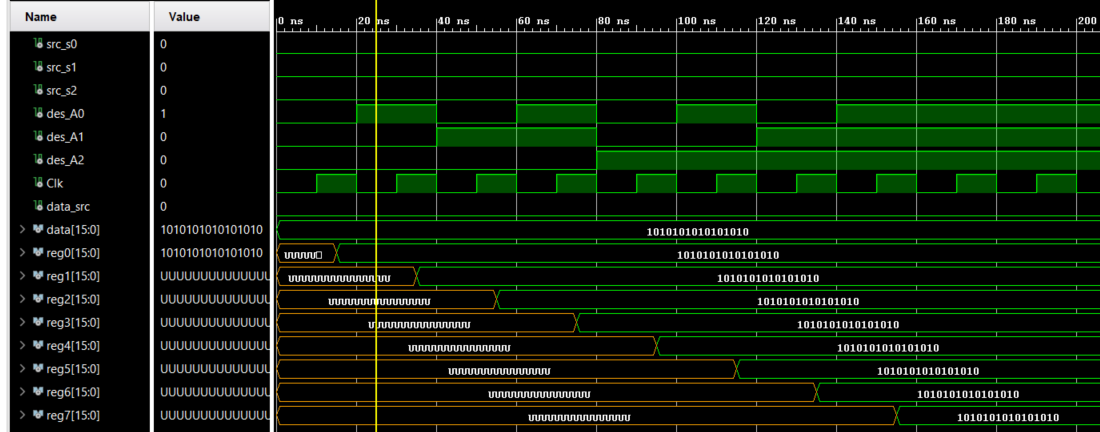 Name Value 0 ns 20 ns 40 ns 60 ns 80 ns 100 ns 120 ns 140 ns 160 ns 180 ns 200
src_s0 0
src_s1 0
src_s2 0
des_A0 1
des_A1 0
des_A2 0
Clk 0
data_src 0
data[15:0] 1010101010101010 1010101010101010
reg0[15:0] 1010101010101010 UUUUU□ 1010101010101010
reg1[15:0] UUUUUUUUUUUUUU UUUUUUUUUUUUUUUU 1010101010101010
reg2[15:0] UUUUUUUUUUUUUU UUUUUUUUUUUUUUUU 1010101010101010
reg3[15:0] UUUUUUUUUUUUUU UUUUUUUUUUUUUUUU 1010101010101010
reg4[15:0] UUUUUUUUUUUUUU UUUUUUUUUUUUUUUU 1010101010101010
reg5[15:0] UUUUUUUUUUUUUU UUUUUUUUUUUUUUUU 1010101010101010
reg6[15:0] UUUUUUUUUUUUUU UUUUUUUUUUUUUUUU 1010101010101010
reg7[15:0] UUUUUUUUUUUUUU UUUUUUUUUUUUUUUU 1010101010101010